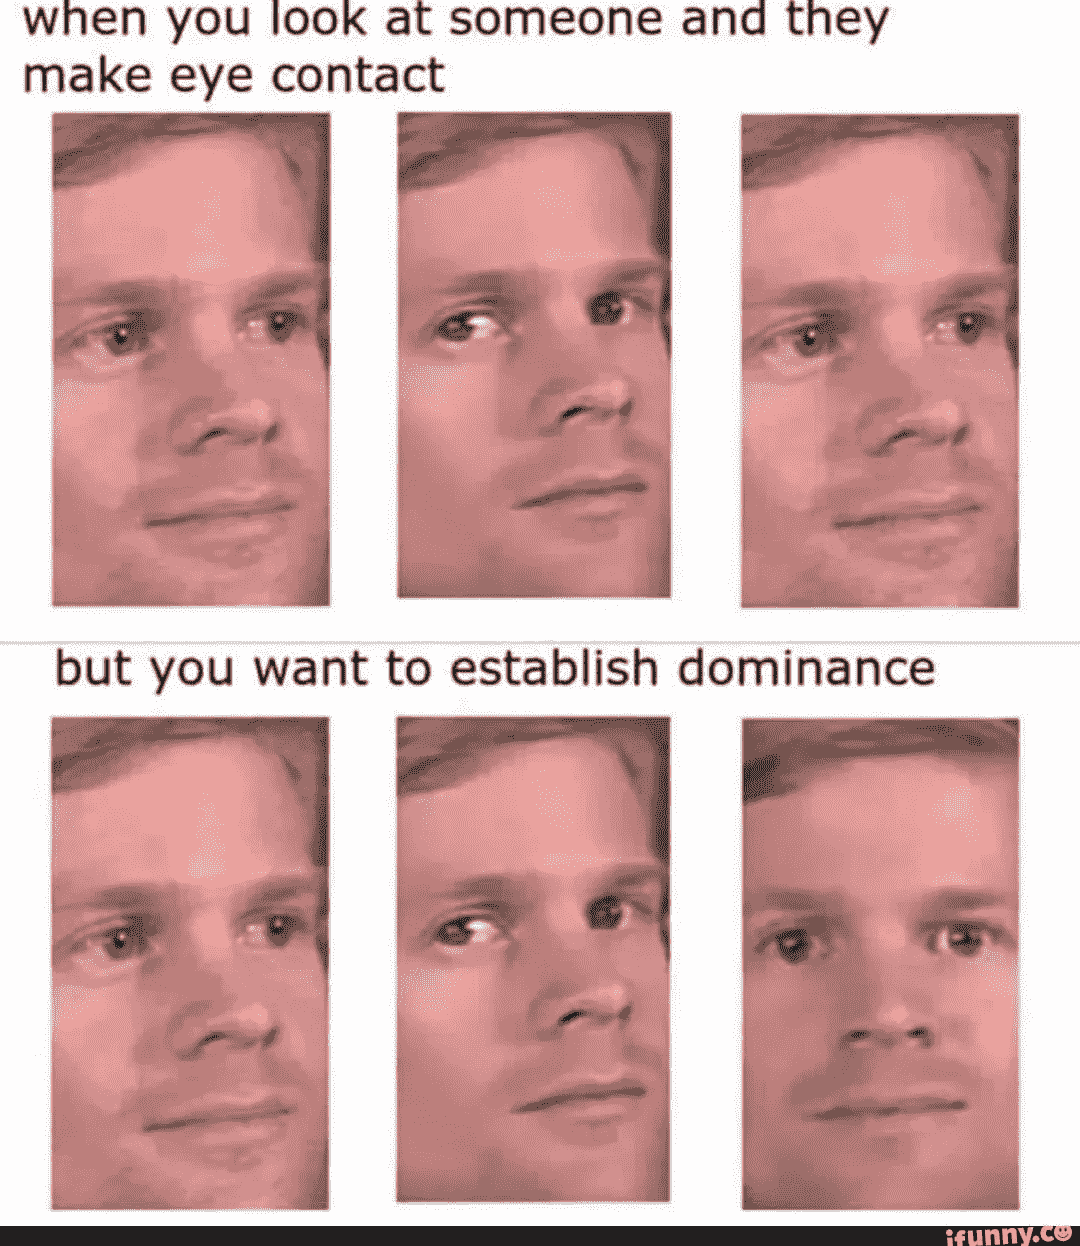 when you look at someone and they
make eye contact
but you want to establish dominance
ifunny.co